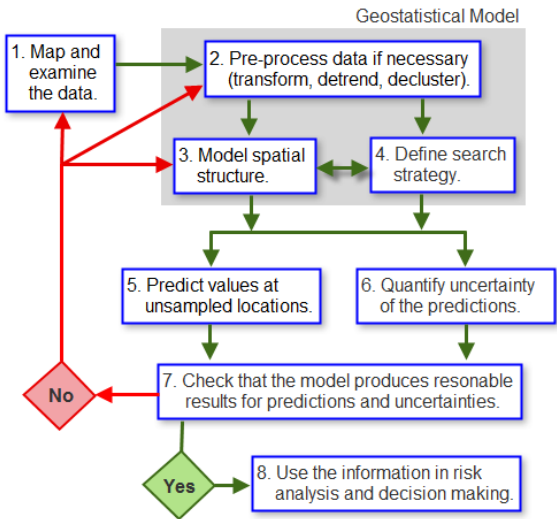 Geostatistical Model
1. Map and
examine
the data.
2. Pre-process data if necessary
(transform, detrend, decluster).
3. Model spatial
structure.
4. Define search
strategy.
5. Predict values at
unsampled locations.
6. Quantify uncertainty
of the predictions.
7. Check that the model produces resonable
results for predictions and uncertainties.
No
Yes
8. Use the information in risk
analysis and decision making.